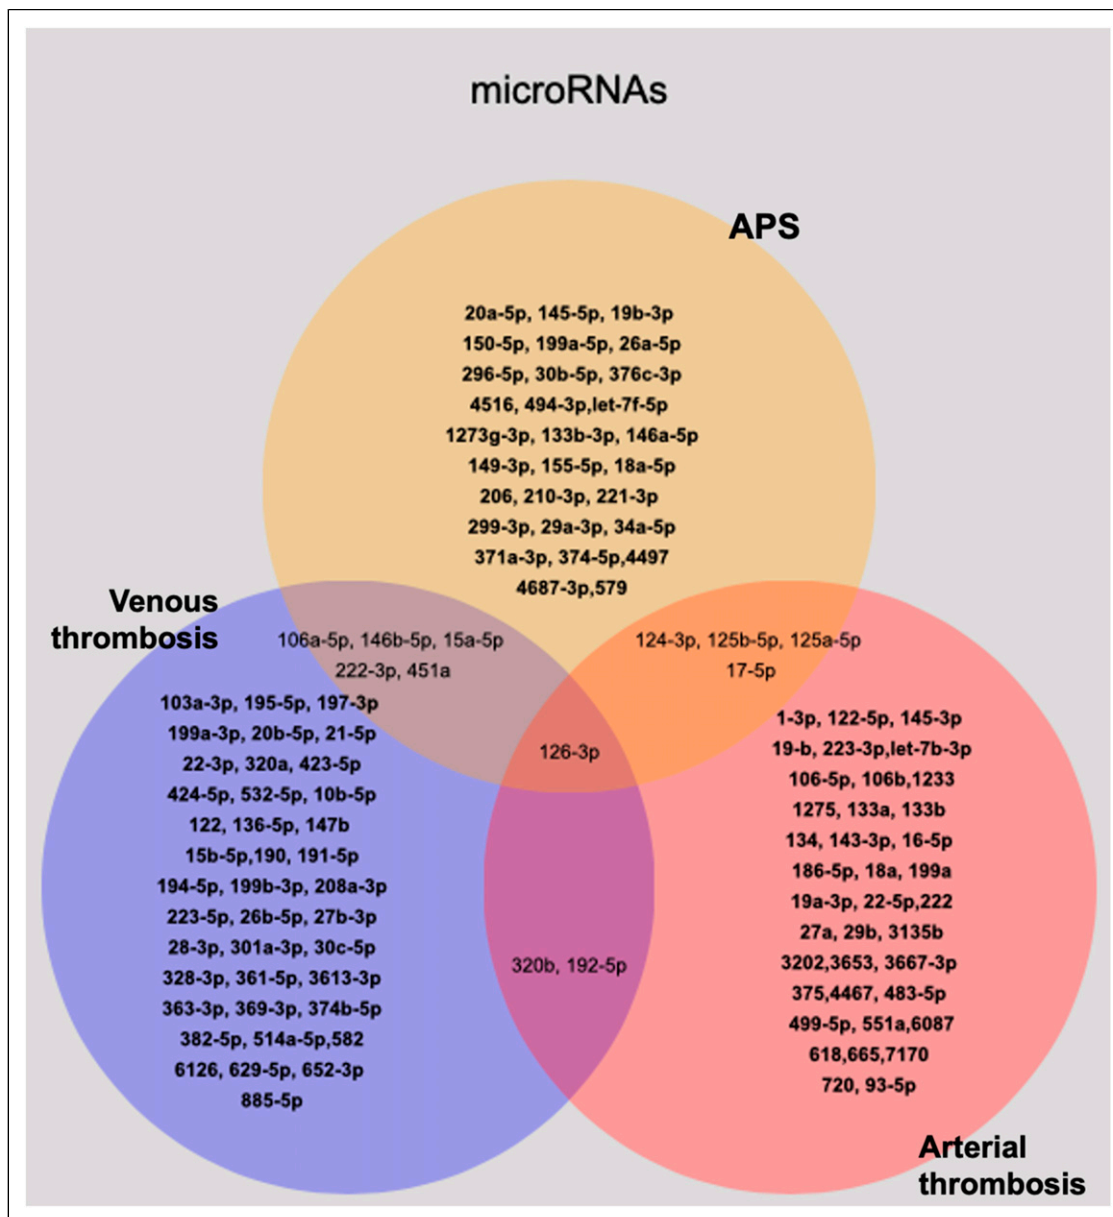 microRNAs
APS
20a-5p, 145-5p, 19b-3p
150-5p, 199a-5p, 26a-5p
296-5p, 30b-5p, 376c-3p
4516, 494-3p,let-7f-5p
1273g-3p, 133b-3p, 146a-5p
149-3p, 155-5p, 18a-5p
206, 210-3p, 221-3p
299-3p, 29a-3p, 34a-5p
371a-3p, 374-5p,4497
4687-3p,579
Venous
thrombosis
106a-5p, 146b-5p, 15a-5p
222-3p, 451a
124-3p, 125b-5p, 125a-5p
17-5p
126-3p
103a-3p, 195-5p, 197-3p
199a-3p, 20b-5p, 21-5p
22-3p, 320a, 423-5p
424-5p, 532-5p, 10b-5p
122, 136-5p, 147b
15b-5p,190, 191-5p
194-5p, 199b-3p, 208a-3p
223-5p, 26b-5p, 27b-3p
28-3p, 301a-3p, 30c-5p
328-3p, 361-5p, 3613-3p
363-3p, 369-3p, 374b-5p
382-5p, 514a-5p,582
6126, 629-5p, 652-3p
885-5p
320b, 192-5p
1-3p, 122-5p, 145-3p
19-b, 223-3p,let-7b-3p
106-5p, 106b,1233
1275, 133a, 133b
134, 143-3p, 16-5p
186-5p, 18a, 199a
19a-3p, 22-5p,222
27a, 29b, 3135b
3202,3653, 3667-3p
375,4467, 483-5p
499-5p, 551a,6087
618,665,7170
720, 93-5p
Arterial
thrombosis